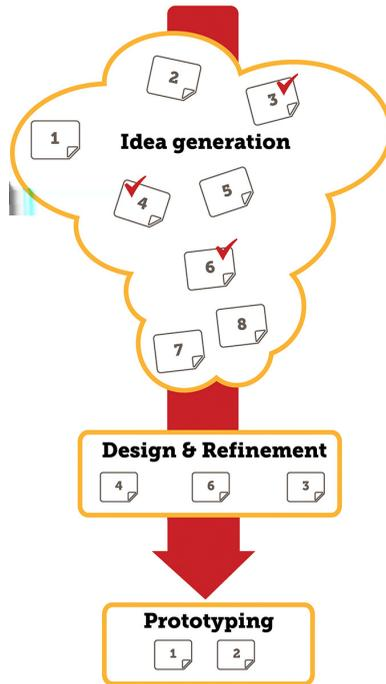 2
3
1
Idea generation
4
5
6
8
7
Design & Refinement
4 6 3
Prototyping
1 2